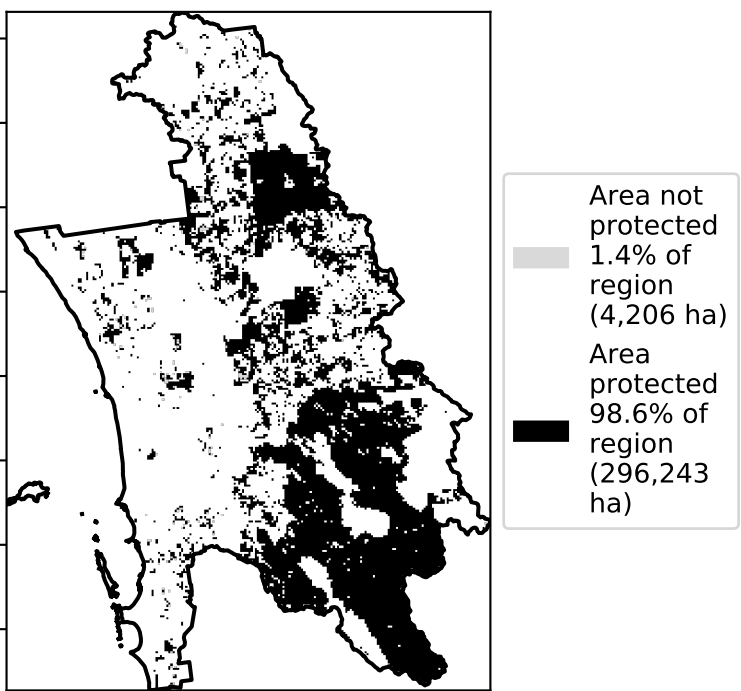 Area not
protected
1.4% of
region
(4,206 ha)
Area
protected
98.6% of
region
(296,243
ha)